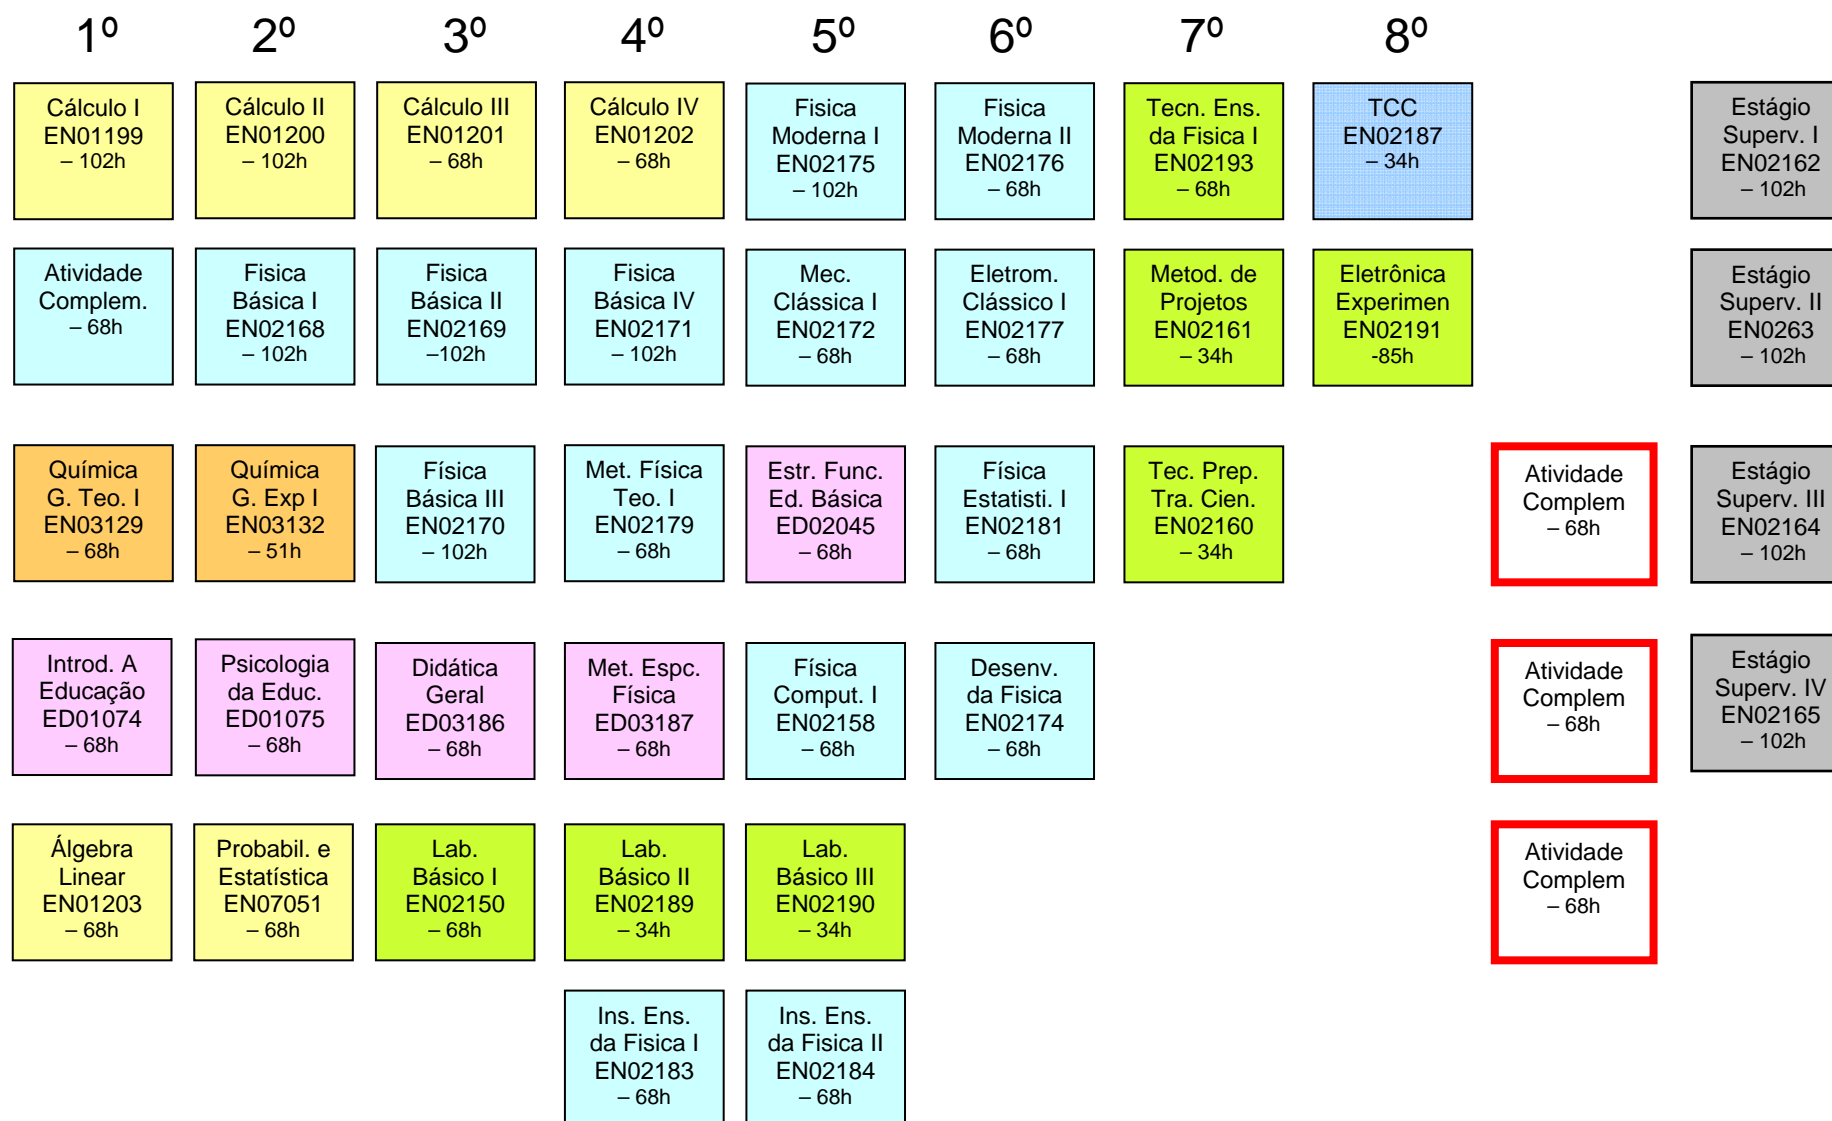 1º 2º 3º 4º 5º 6º 7º 8º
Cálculo I
EN01199
– 102h
Cálculo II
EN01200
– 102h
Cálculo III
EN01201
– 68h
Cálculo IV
EN01202
– 68h
Fisica
Moderna I
EN02175
– 102h
Fisica
Moderna II
EN02176
– 68h
Tecn. Ens.
da Fisica I
EN02193
– 68h
TCC
EN02187
– 34h
Estágio
Superv. I
EN02162
– 102h
Atividade
Complem.
– 68h
Fisica
Básica I
EN02168
– 102h
Fisica
Básica II
EN02169
–102h
Fisica
Básica IV
EN02171
– 102h
Mec.
Clássica I
EN02172
– 68h
Eletrom.
Clássico I
EN02177
– 68h
Metod. de
Projetos
EN02161
– 34h
Eletrônica
Experimen
EN02191
-85h
Estágio
Superv. II
EN0263
– 102h
Química
G. Teo. I
EN03129
– 68h
Química
G. Exp I
EN03132
– 51h
Física
Básica III
EN02170
– 102h
Met. Física
Teo. I
EN02179
– 68h
Estr. Func.
Ed. Básica
ED02045
– 68h
Física
Estatisti. I
EN02181
– 68h
Tec. Prep.
Tra. Cien.
EN02160
– 34h
Atividade
Complem
– 68h
Estágio
Superv. III
EN02164
– 102h
Introd. A
Educação
ED01074
– 68h
Psicologia
da Educ.
ED01075
– 68h
Didática
Geral
ED03186
– 68h
Met. Espc.
Física
ED03187
– 68h
Física
Comput. I
EN02158
– 68h
Desenv.
da Fisica
EN02174
– 68h
Atividade
Complem
– 68h
Estágio
Superv. IV
EN02165
– 102h
Álgebra
Linear
EN01203
– 68h
Probabil. e
Estatística
EN07051
– 68h
Lab.
Básico I
EN02150
– 68h
Lab.
Básico II
EN02189
– 34h
Lab.
Básico III
EN02190
– 34h
Atividade
Complem
– 68h
Ins. Ens.
da Fisica I
EN02183
– 68h
Ins. Ens.
da Fisica II
EN02184
– 68h